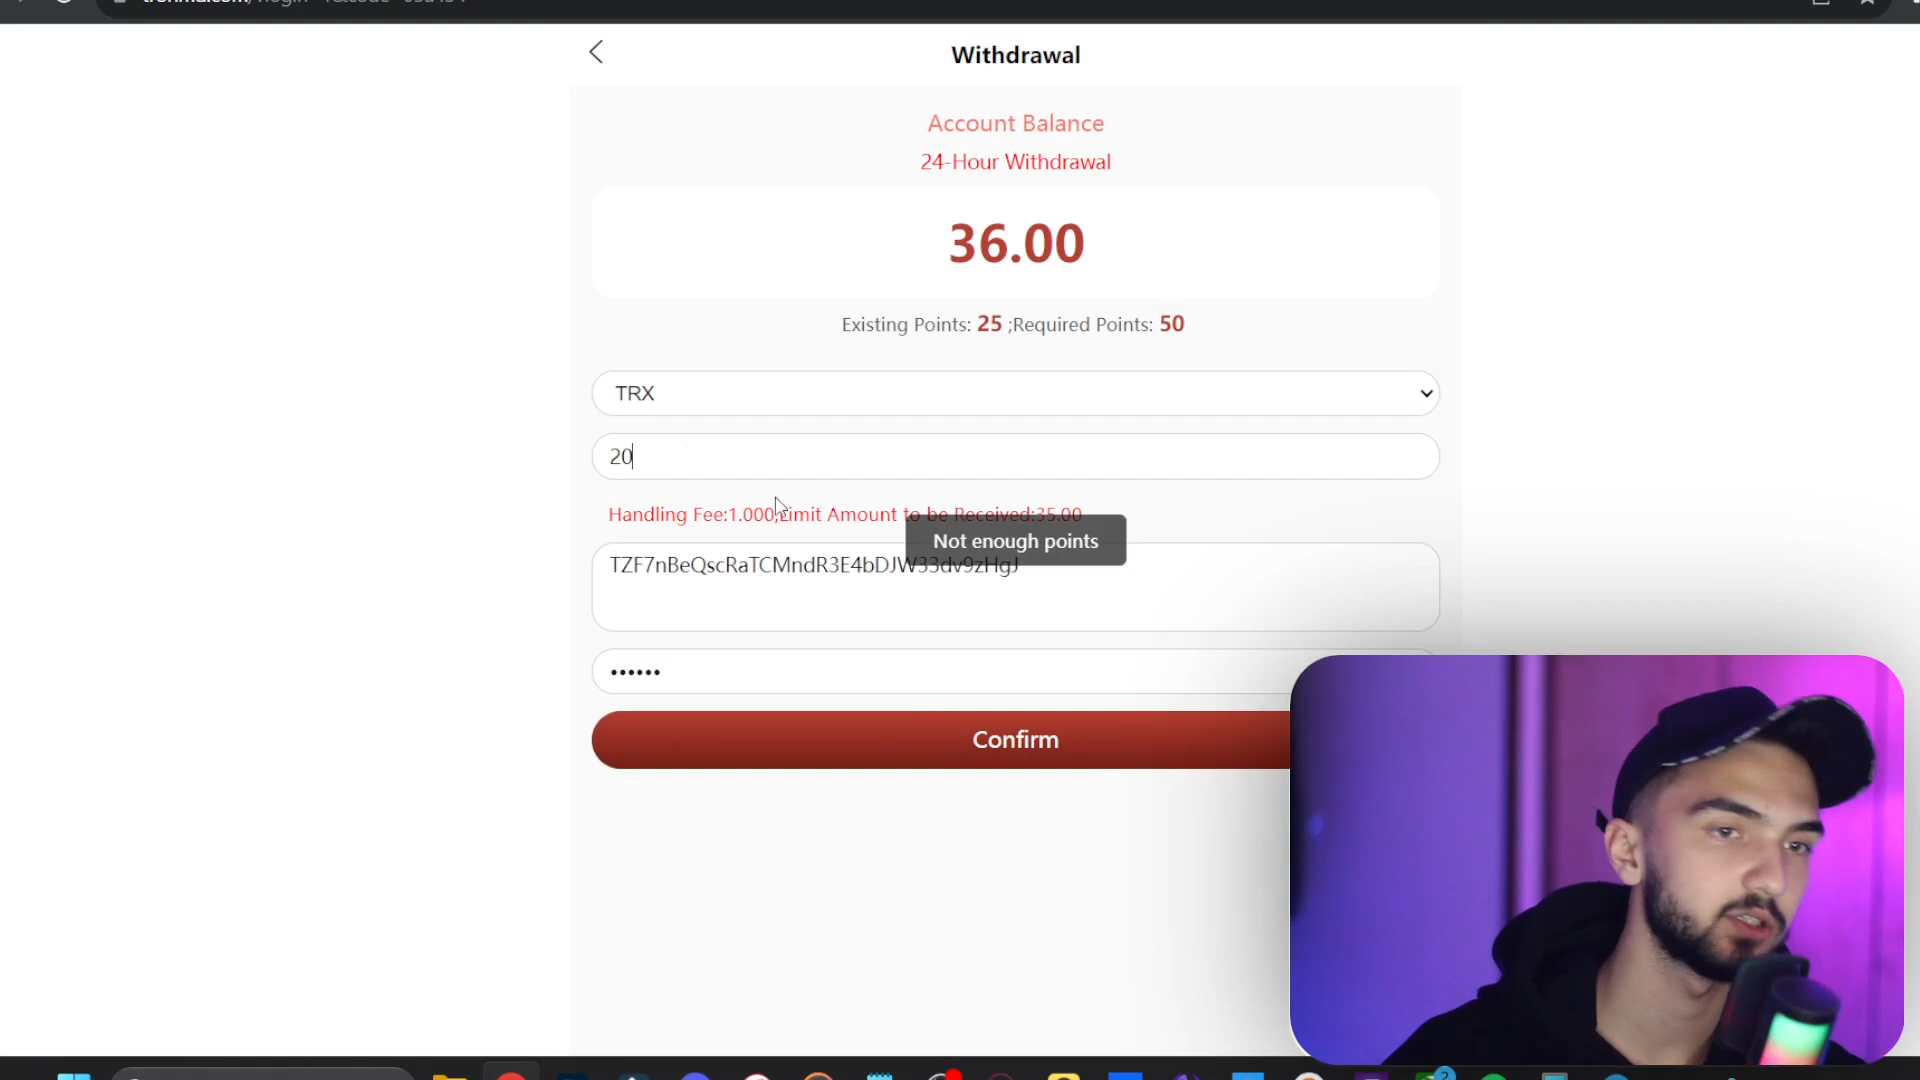 Withdrawal
Account Balance
24-Hour Withdrawal
36.00
Existing Points: 25 ;Required Points: 50
TRX
20
Handling Fee:1.000,Limit Amount to be Received:35.00
Not enough points
TZF7nBeQscRaTCMndR3E4bDJW33dv9zHgJ
••••••
Confirm
2